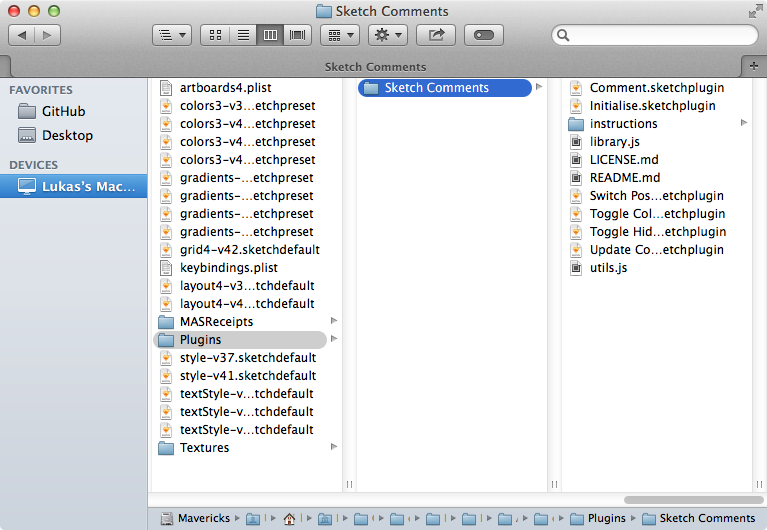 Sketch Comments
Sketch Comments
FAVORITES
GitHub
Desktop
DEVICES
Lukas's Mac...
artboards4.plist
colors3-v3...etchpreset
colors3-v4...etchpreset
colors3-v4...etchpreset
colors3-v4...etchpreset
gradients-...etchpreset
gradients-...etchpreset
gradients-...etchpreset
gradients-...etchpreset
grid4-v42.sketchdefault
keybindings.plist
layout4-v3...tchdefault
layout4-v4...tchdefault
MASReceipts
Plugins
style-v37.sketchdefault
style-v41.sketchdefault
textStyle-v...tchdefault
textStyle-v...tchdefault
textStyle-v...tchdefault
Textures
Sketch Comments
Comment.sketchplugin
Initialise.sketchplugin
instructions
library.js
LICENSE.md
README.md
Switch Pos...etchplugin
Toggle Col...etchplugin
Toggle Hid...etchplugin
Update Co...etchplugin
utils.js
Mavericks Plugins Sketch Comments